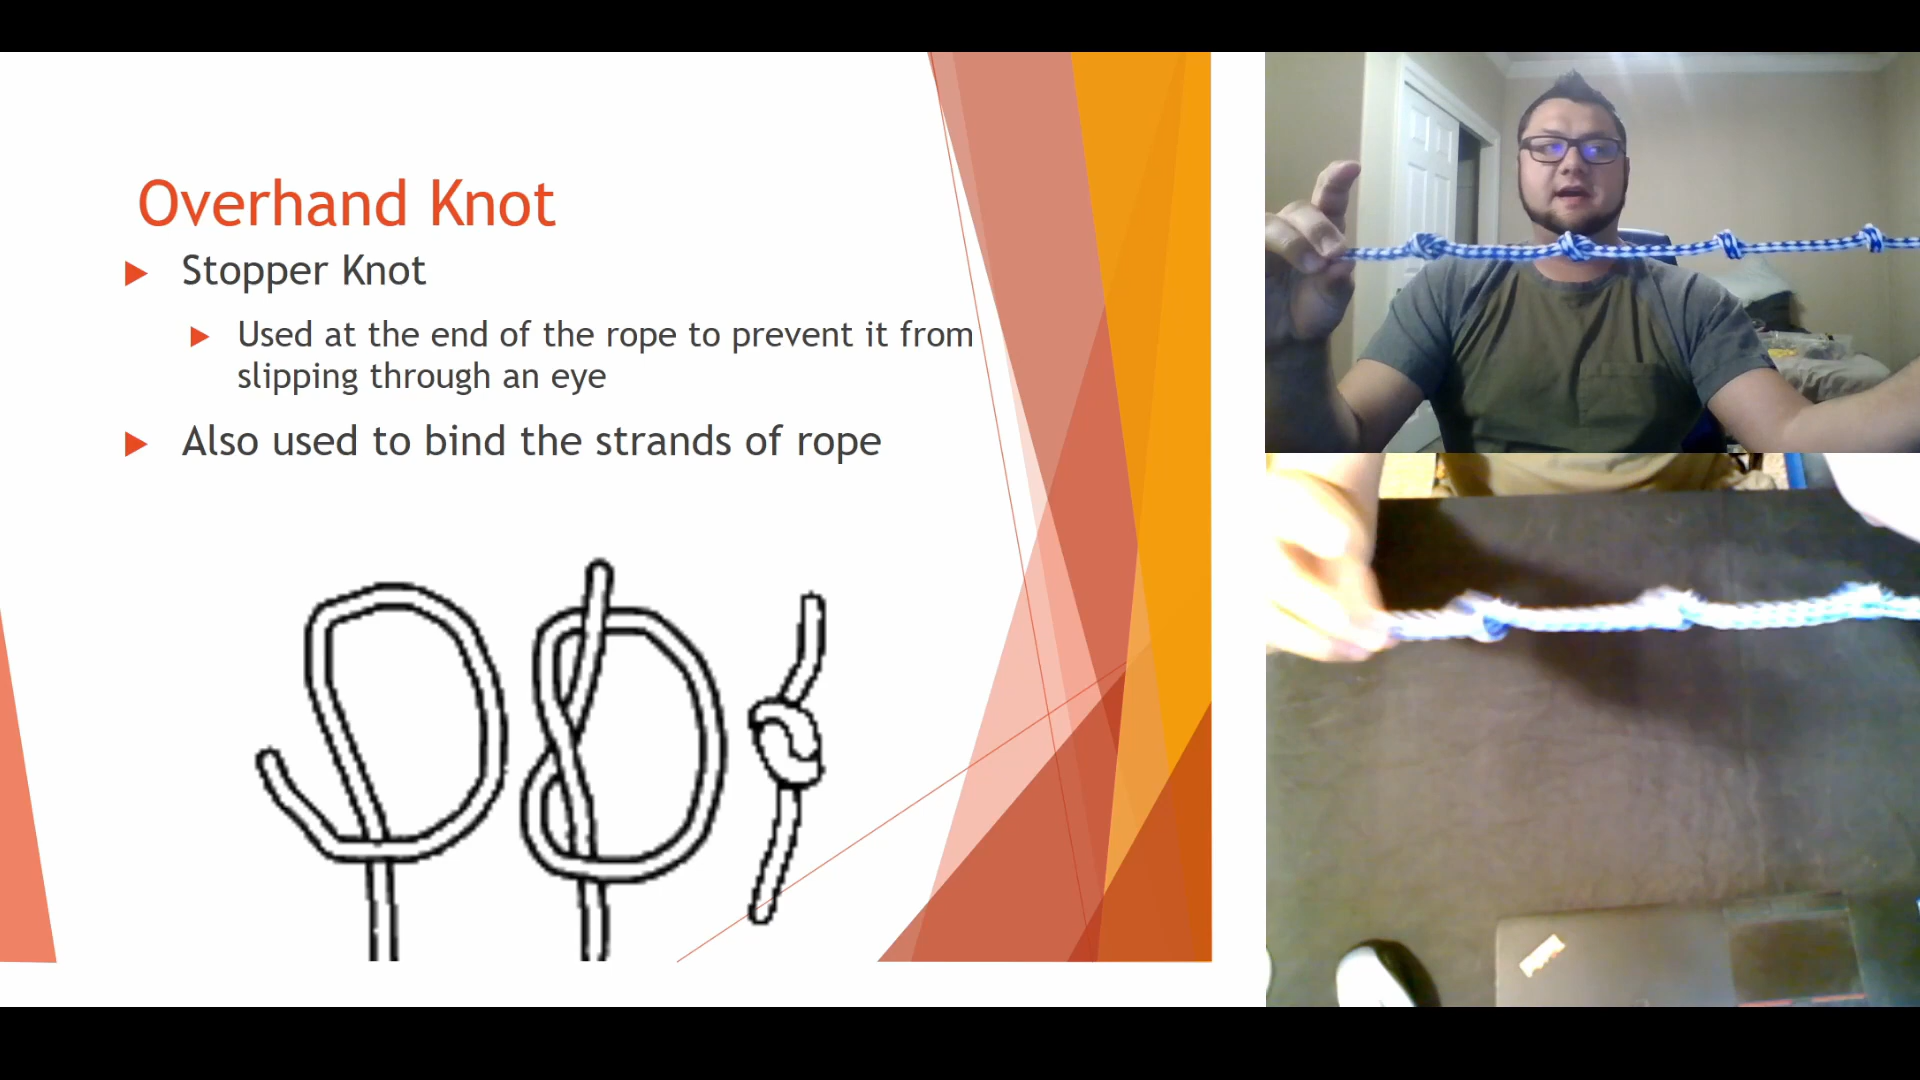 Overhand Knot
Stopper Knot
Used at the end of the rope to prevent it from
slipping through an eye
Also used to bind the strands of rope